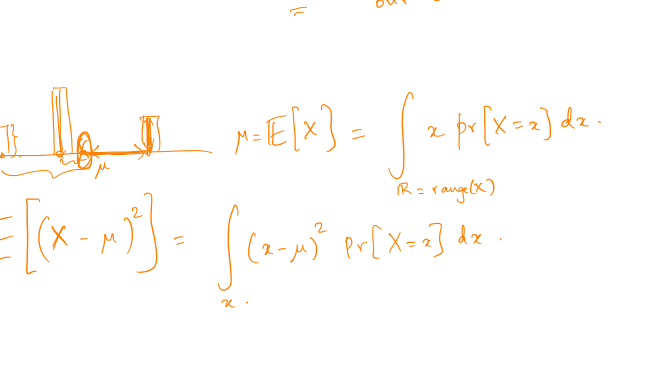 =
μ = E[X] = ∫ x pr[X=x] dx.
μ
ℝ = range(X)
E[(X - μ)²] = ∫ (x-μ)² pr[X=x] dx.
x.